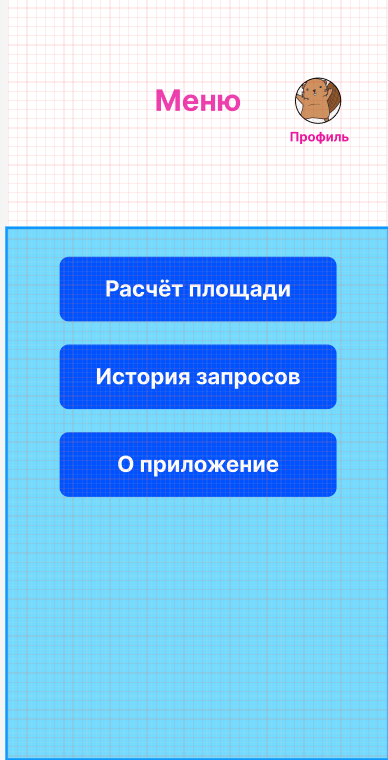 Меню
Профиль
Расчёт площади
История запросов
О приложение